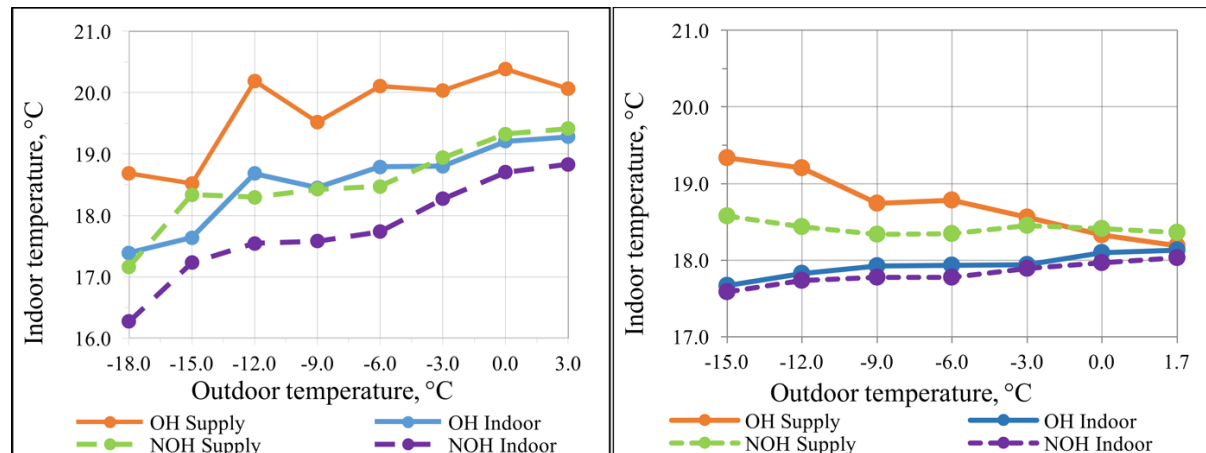 21.0
20.0
19.0
18.0
17.0
16.0
Indoor temperature, °C
-18.0 -15.0 -12.0 -9.0 -6.0 -3.0 0.0 3.0
Outdoor temperature, °C
OH Supply OH Indoor
NOH Supply NOH Indoor
21.0
20.0
19.0
18.0
17.0
Indoor temperature, °C
-15.0 -12.0 -9.0 -6.0 -3.0 0.0 1.7
Outdoor temperature, °C
OH Supply OH Indoor
NOH Supply NOH Indoor